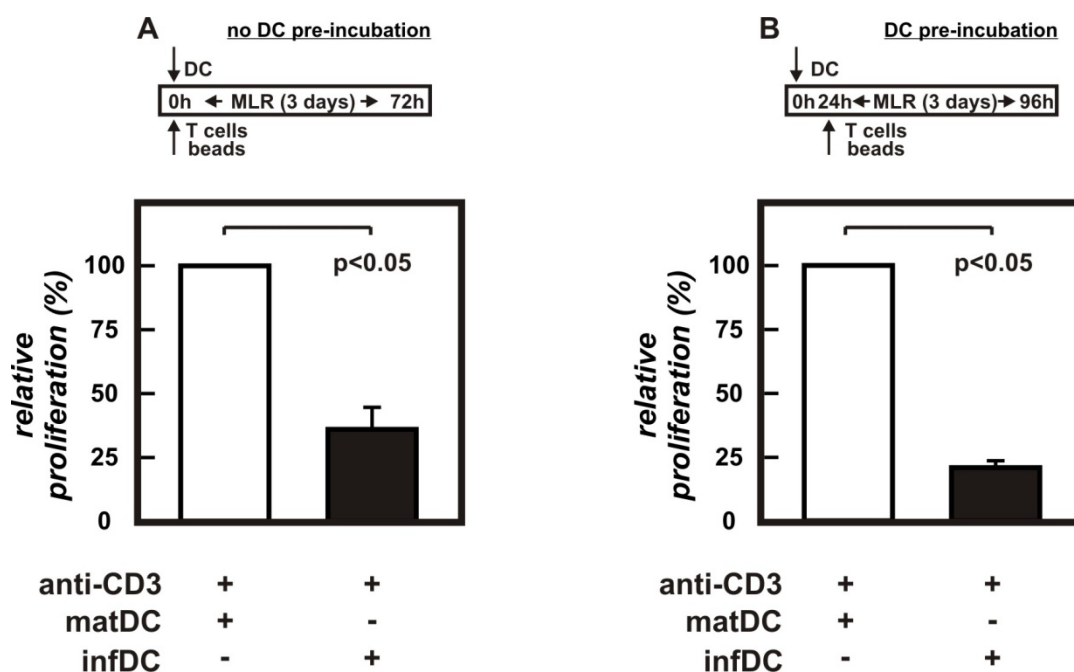 A
no DC pre-incubation
DC
0h MLR (3 days) 72h
T cells
beads
relative
proliferation (%)
100
75
50
25
0
p<0.05
anti-CD3 + +
matDC + -
infDC - +
B
DC pre-incubation
DC
0h 24h MLR (3 days) 96h
T cells
beads
relative
proliferation (%)
100
75
50
25
0
p<0.05
anti-CD3 + +
matDC + -
infDC - +